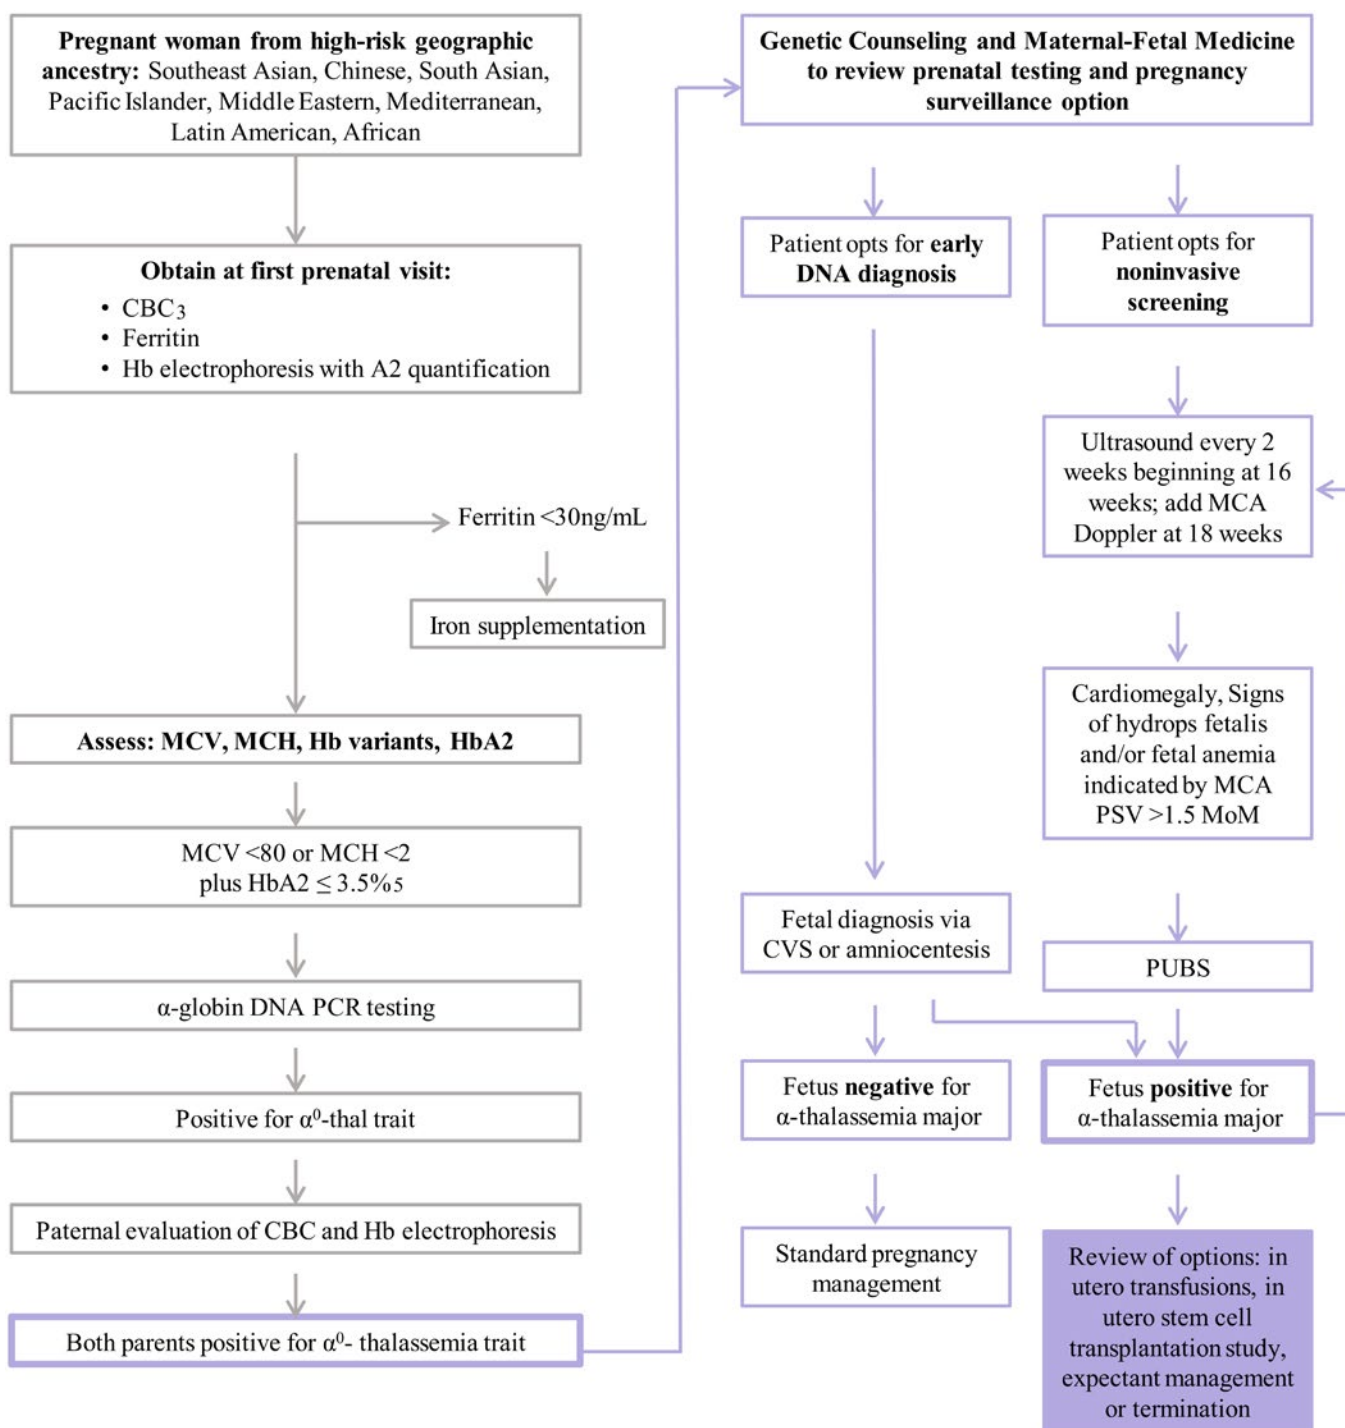 Pregnant woman from high-risk geographic
ancestry: Southeast Asian, Chinese, South Asian,
Pacific Islander, Middle Eastern, Mediterranean,
Latin American, African
Obtain at first prenatal visit:
• CBC3
• Ferritin
• Hb electrophoresis with A2 quantification
Ferritin <30ng/mL
Iron supplementation
Assess: MCV, MCH, Hb variants, HbA2
MCV <80 or MCH <2
plus HbA2 ≤ 3.5%5
α-globin DNA PCR testing
Positive for α⁰-thal trait
Paternal evaluation of CBC and Hb electrophoresis
Both parents positive for α⁰- thalassemia trait
Genetic Counseling and Maternal-Fetal Medicine
to review prenatal testing and pregnancy
surveillance option
Patient opts for early
DNA diagnosis
Fetal diagnosis via
CVS or amniocentesis
Fetus negative for
α-thalassemia major
Standard pregnancy
management
Patient opts for
noninvasive
screening
Ultrasound every 2
weeks beginning at 16
weeks; add MCA
Doppler at 18 weeks
Cardiomegaly, Signs
of hydrops fetalis
and/or fetal anemia
indicated by MCA
PSV >1.5 MoM
PUBS
Fetus positive for
α-thalassemia major
Review of options: in
utero transfusions, in
utero stem cell
transplantation study,
expectant management
or termination